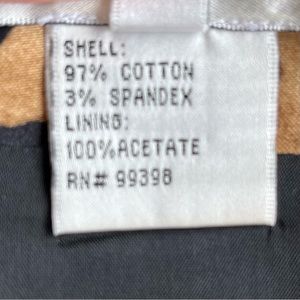 SHELL:
97% COTTON
3% SPANDEX
LINING:
100%ACETATE
RN# 99398